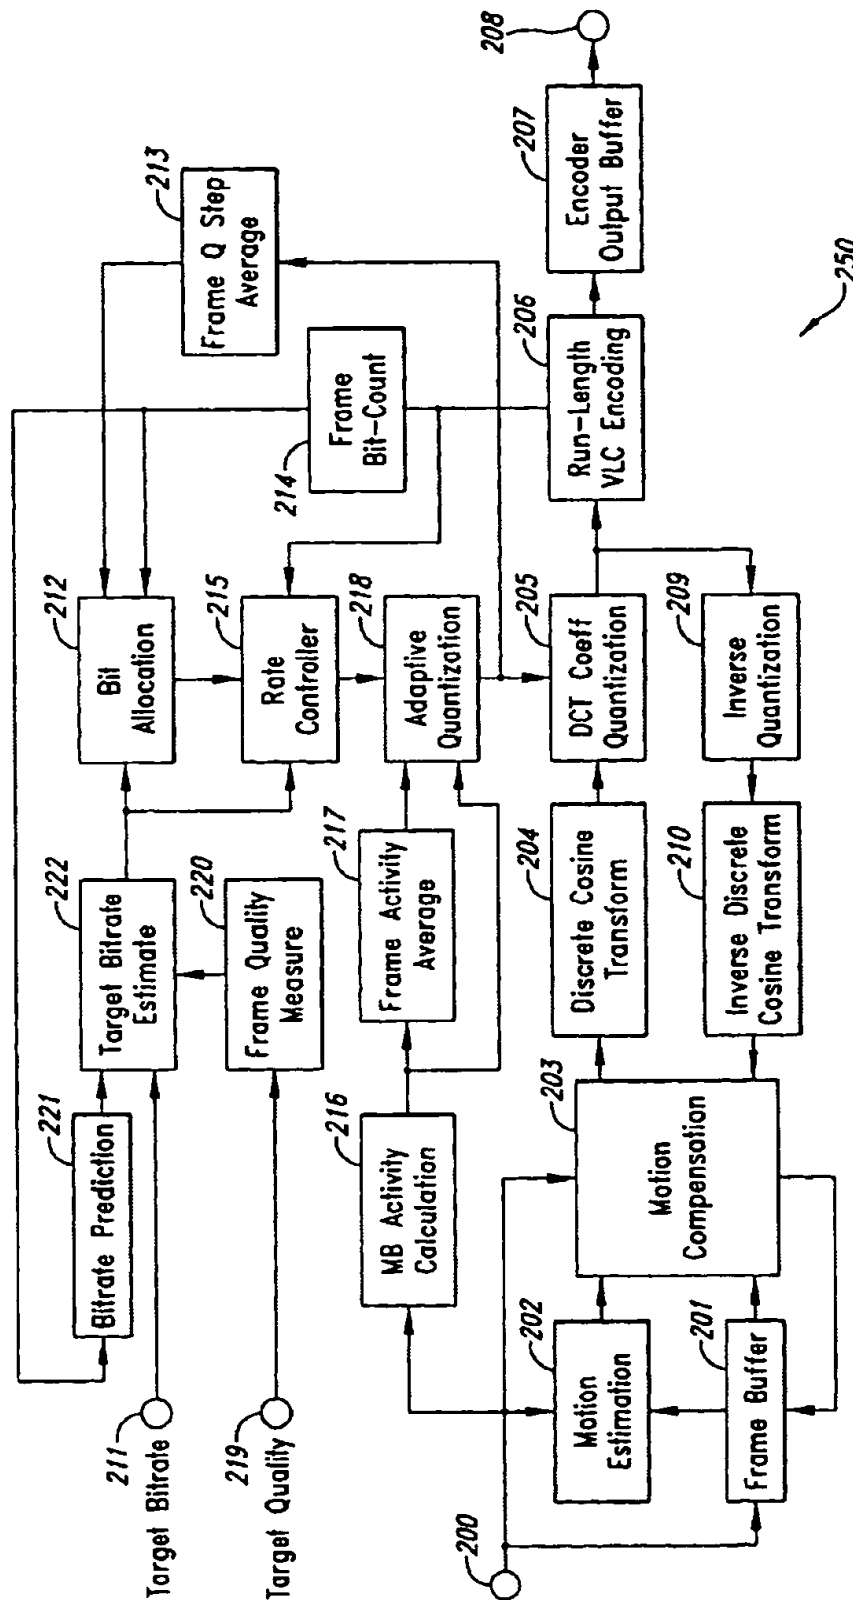 211
Target Bitrate
221
Bitrate Prediction
222
Target Bitrate
Estimate
212
Bit
Allocation
213
Frame Q Step
Average
219
Target Quality
220
Frame Quality
Measure
215
Rate
Controller
214
Frame
Bit-Count
216
MB Activity
Calculation
217
Frame Activity
Average
218
Adaptive
Quantization
200
202
Motion
Estimation
203
Motion
Compensation
204
Discrete Cosine
Transform
205
DCT Coeff
Quantization
206
Run-Length
VLC Encoding
207
Encoder
Output Buffer
208
201
Frame Buffer
210
Inverse Discrete
Cosine Transform
209
Inverse
Quantization
250